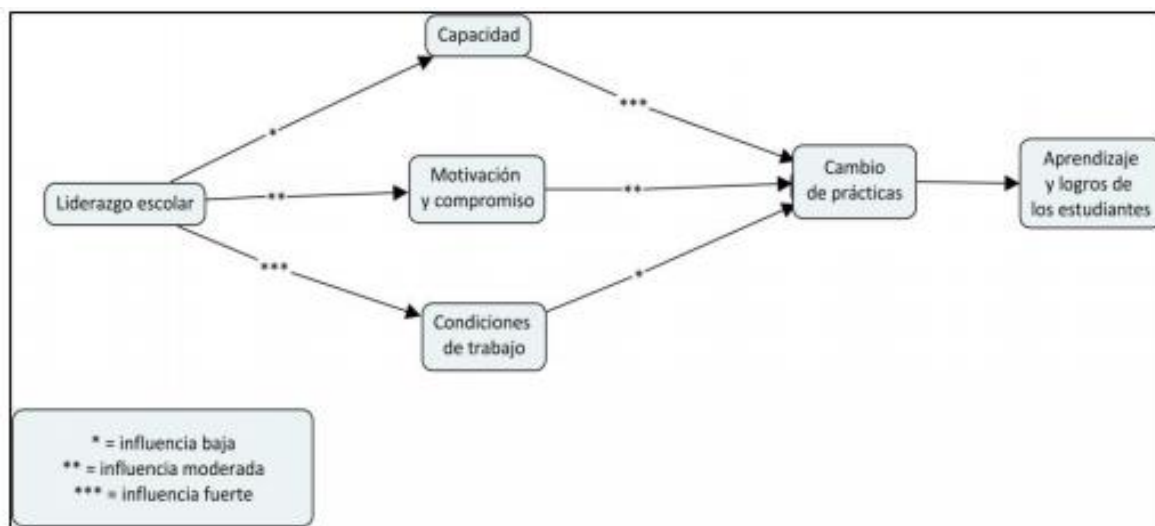 Capacidad
*
***
Motivación
y compromiso
Liderazgo escolar
**
**
Cambio
de prácticas
Aprendizaje
y logros de
los estudiantes
***
*
Condiciones
de trabajo
* = influencia baja
** = influencia moderada
*** = influencia fuerte